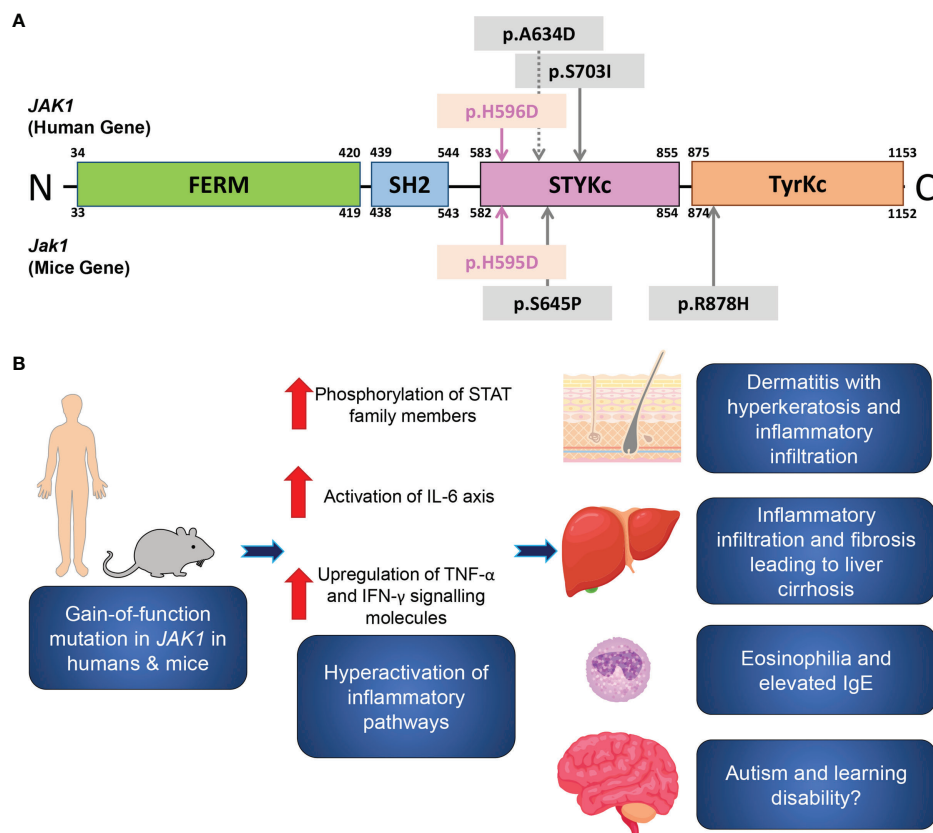 A
p.A634D
p.S703I
JAK1
(Human Gene)
p.H596D
34
420
439
544
583
855
875
1153
N
FERM
SH2
STYKc
TyrKc
C
33
419
438
543
582
854
874
1152
Jak1
(Mice Gene)
p.H595D
p.S645P
p.R878H
B
Phosphorylation of STAT
family members
Activation of IL-6 axis
Upregulation of TNF-α
and IFN-γ signalling
molecules
Gain-of-function
mutation in JAK1 in
humans & mice
Hyperactivation of
inflammatory
pathways
Dermatitis with
hyperkeratosis and
inflammatory
infiltration
Inflammatory
infiltration and fibrosis
leading to liver
cirrhosis
Eosinophilia and
elevated IgE
Autism and learning
disability?